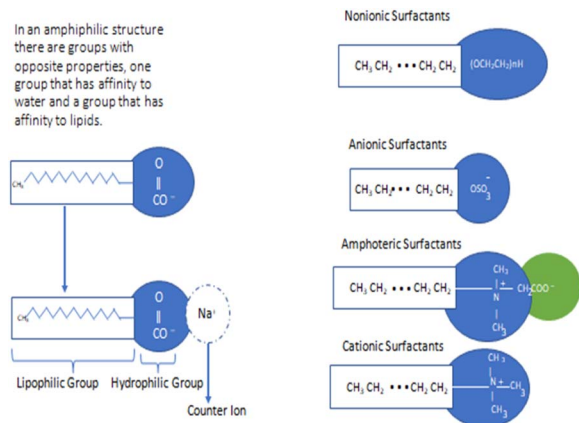 In an amphiphilic structure
there are groups with
opposite properties, one
group that has affinity to
water and a group that has
affinity to lipids.
O
||
CH₃ CO⁻
O
||
CH₃ CO⁻ Na⁺
Lipophilic Group Hydrophilic Group
Counter Ion
Nonionic Surfactants
CH₃ CH₂ • • • CH₂ CH₂ (OCH₂CH₂)nH
Anionic Surfactants
CH₃ CH₂ • • • CH₂ CH₂ OSO₃⁻
Amphoteric Surfactants
CH₃
CH₃ CH₂ • • • CH₂ CH₂ N⁺ CH₂COO⁻
CH₃
Cationic Surfactants
CH₃
CH₃ CH₂ • • • CH₂ CH₂ N⁺ CH₃
CH₃